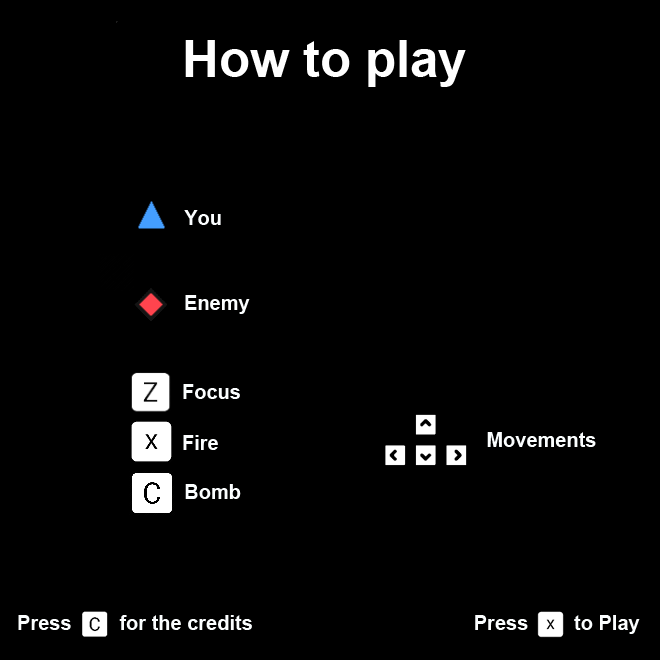 How to play
You
Enemy
Z Focus
X Fire
C Bomb
Movements
Press C for the credits
Press x to Play